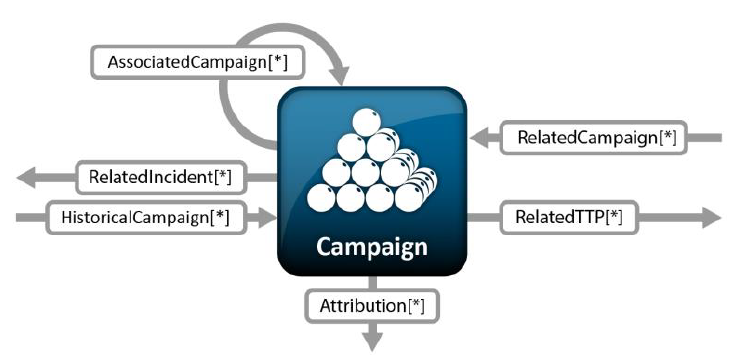 AssociatedCampaign[*]
RelatedCampaign[*]
RelatedIncident[*]
HistoricalCampaign[*]
RelatedTTP[*]
Campaign
Attribution[*]